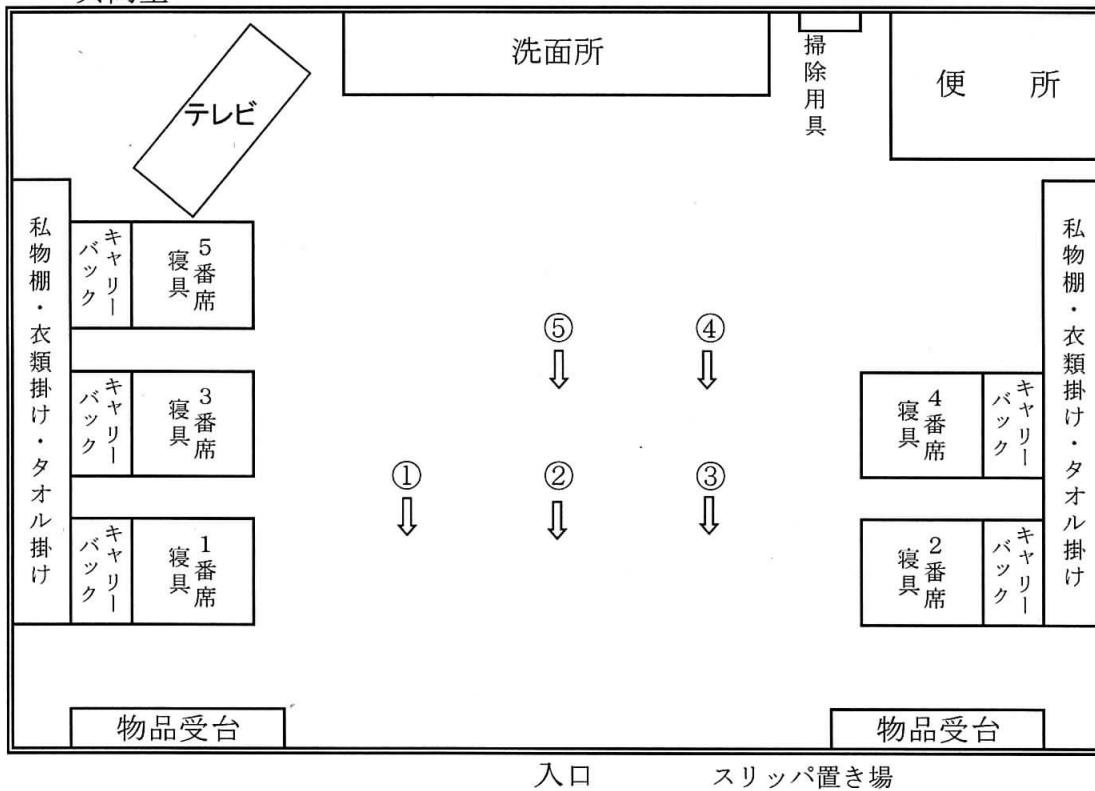 洗面所
掃除用具
便　所
テレビ
私物棚・衣類掛け・タオル掛け
キャリーバック
５番席
寝具
キャリーバック
３番席
寝具
キャリーバック
１番席
寝具
⑤
④
①
②
③
４番席
寝具
キャリーバック
２番席
寝具
キャリーバック
私物棚・衣類掛け・タオル掛け
物品受台
物品受台
入口
スリッパ置き場